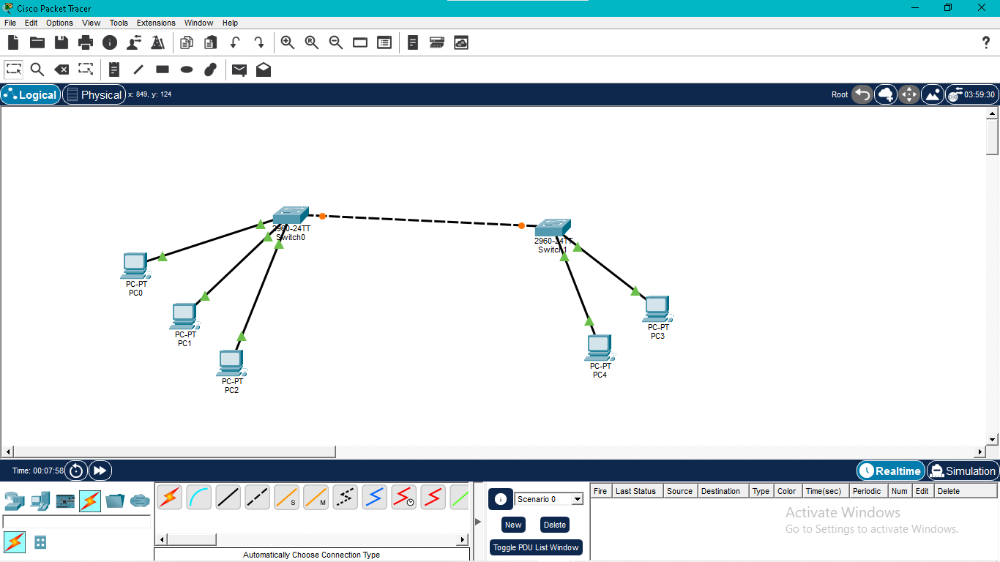 Cisco Packet Tracer
File Edit Options View Tools Extensions Window Help
?
Logical Physical x: 849, y: 124 Root 03:59:30
2960-24TT
Switch0
2960-24TT
Switch1
PC-PT
PC0
PC-PT
PC1
PC-PT
PC2
PC-PT
PC3
PC-PT
PC4
Time: 00:07:58 Realtime Simulation
S M
Scenario 0
New Delete
Toggle PDU List Window
Fire Last Status Source Destination Type Color Time(sec) Periodic Num Edit Delete
Activate Windows
Go to Settings to activate Windows.
Automatically Choose Connection Type